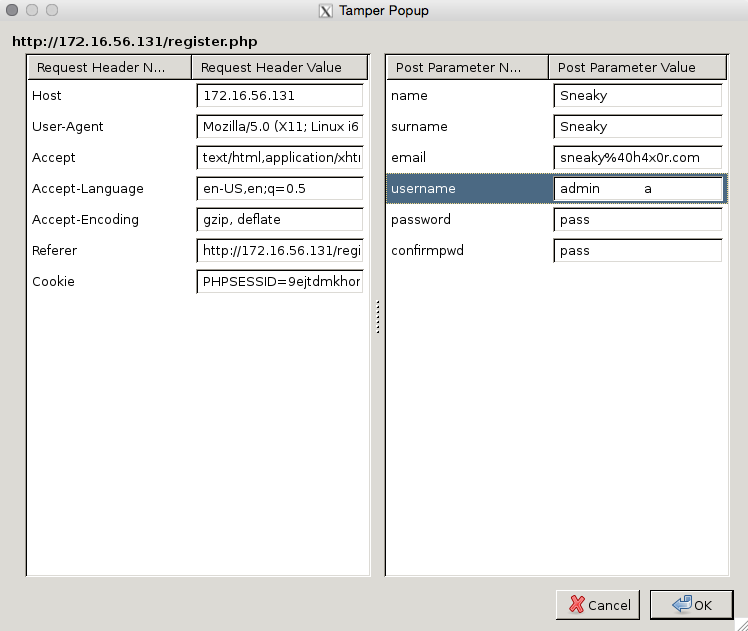 Tamper Popup
http://172.16.56.131/register.php
Request Header N... Request Header Value
Host 172.16.56.131
User-Agent Mozilla/5.0 (X11; Linux i6
Accept text/html,application/xhtı
Accept-Language en-US,en;q=0.5
Accept-Encoding gzip, deflate
Referer http://172.16.56.131/regi
Cookie PHPSESSID=9ejtdmkhor
Post Parameter N... Post Parameter Value
name Sneaky
surname Sneaky
email sneaky%40h4x0r.com
username admin           a
password pass
confirmpwd pass
Cancel OK